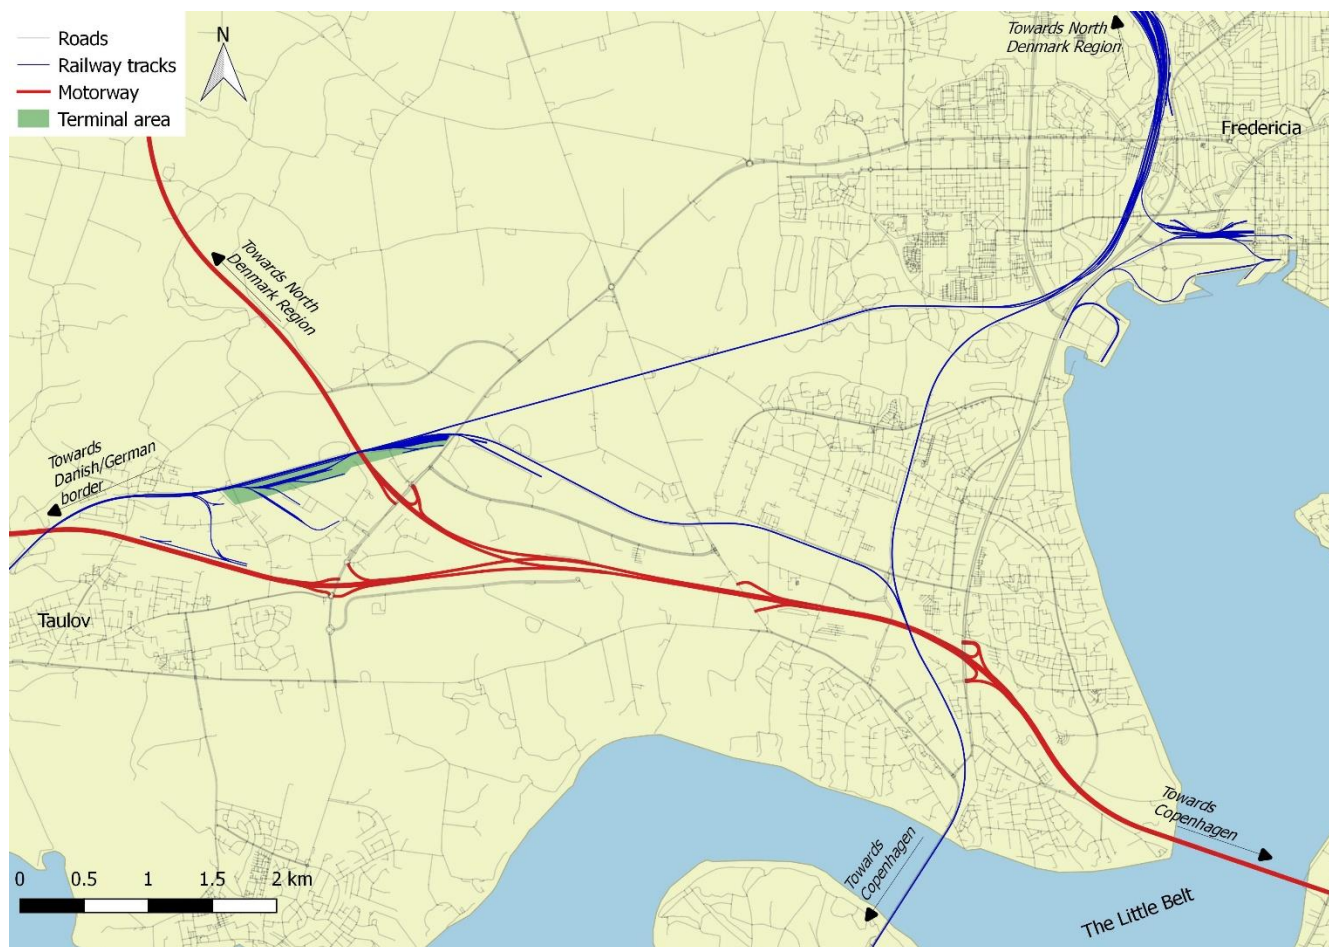 Roads
Railway tracks
Motorway
Terminal area
N
Towards North
Denmark Region
Fredericia
Towards North
Denmark Region
Towards
Danish/German
border
Taulov
Towards
Copenhagen
Towards
Copenhagen
The Little Belt
0 0.5 1 1.5 2 km